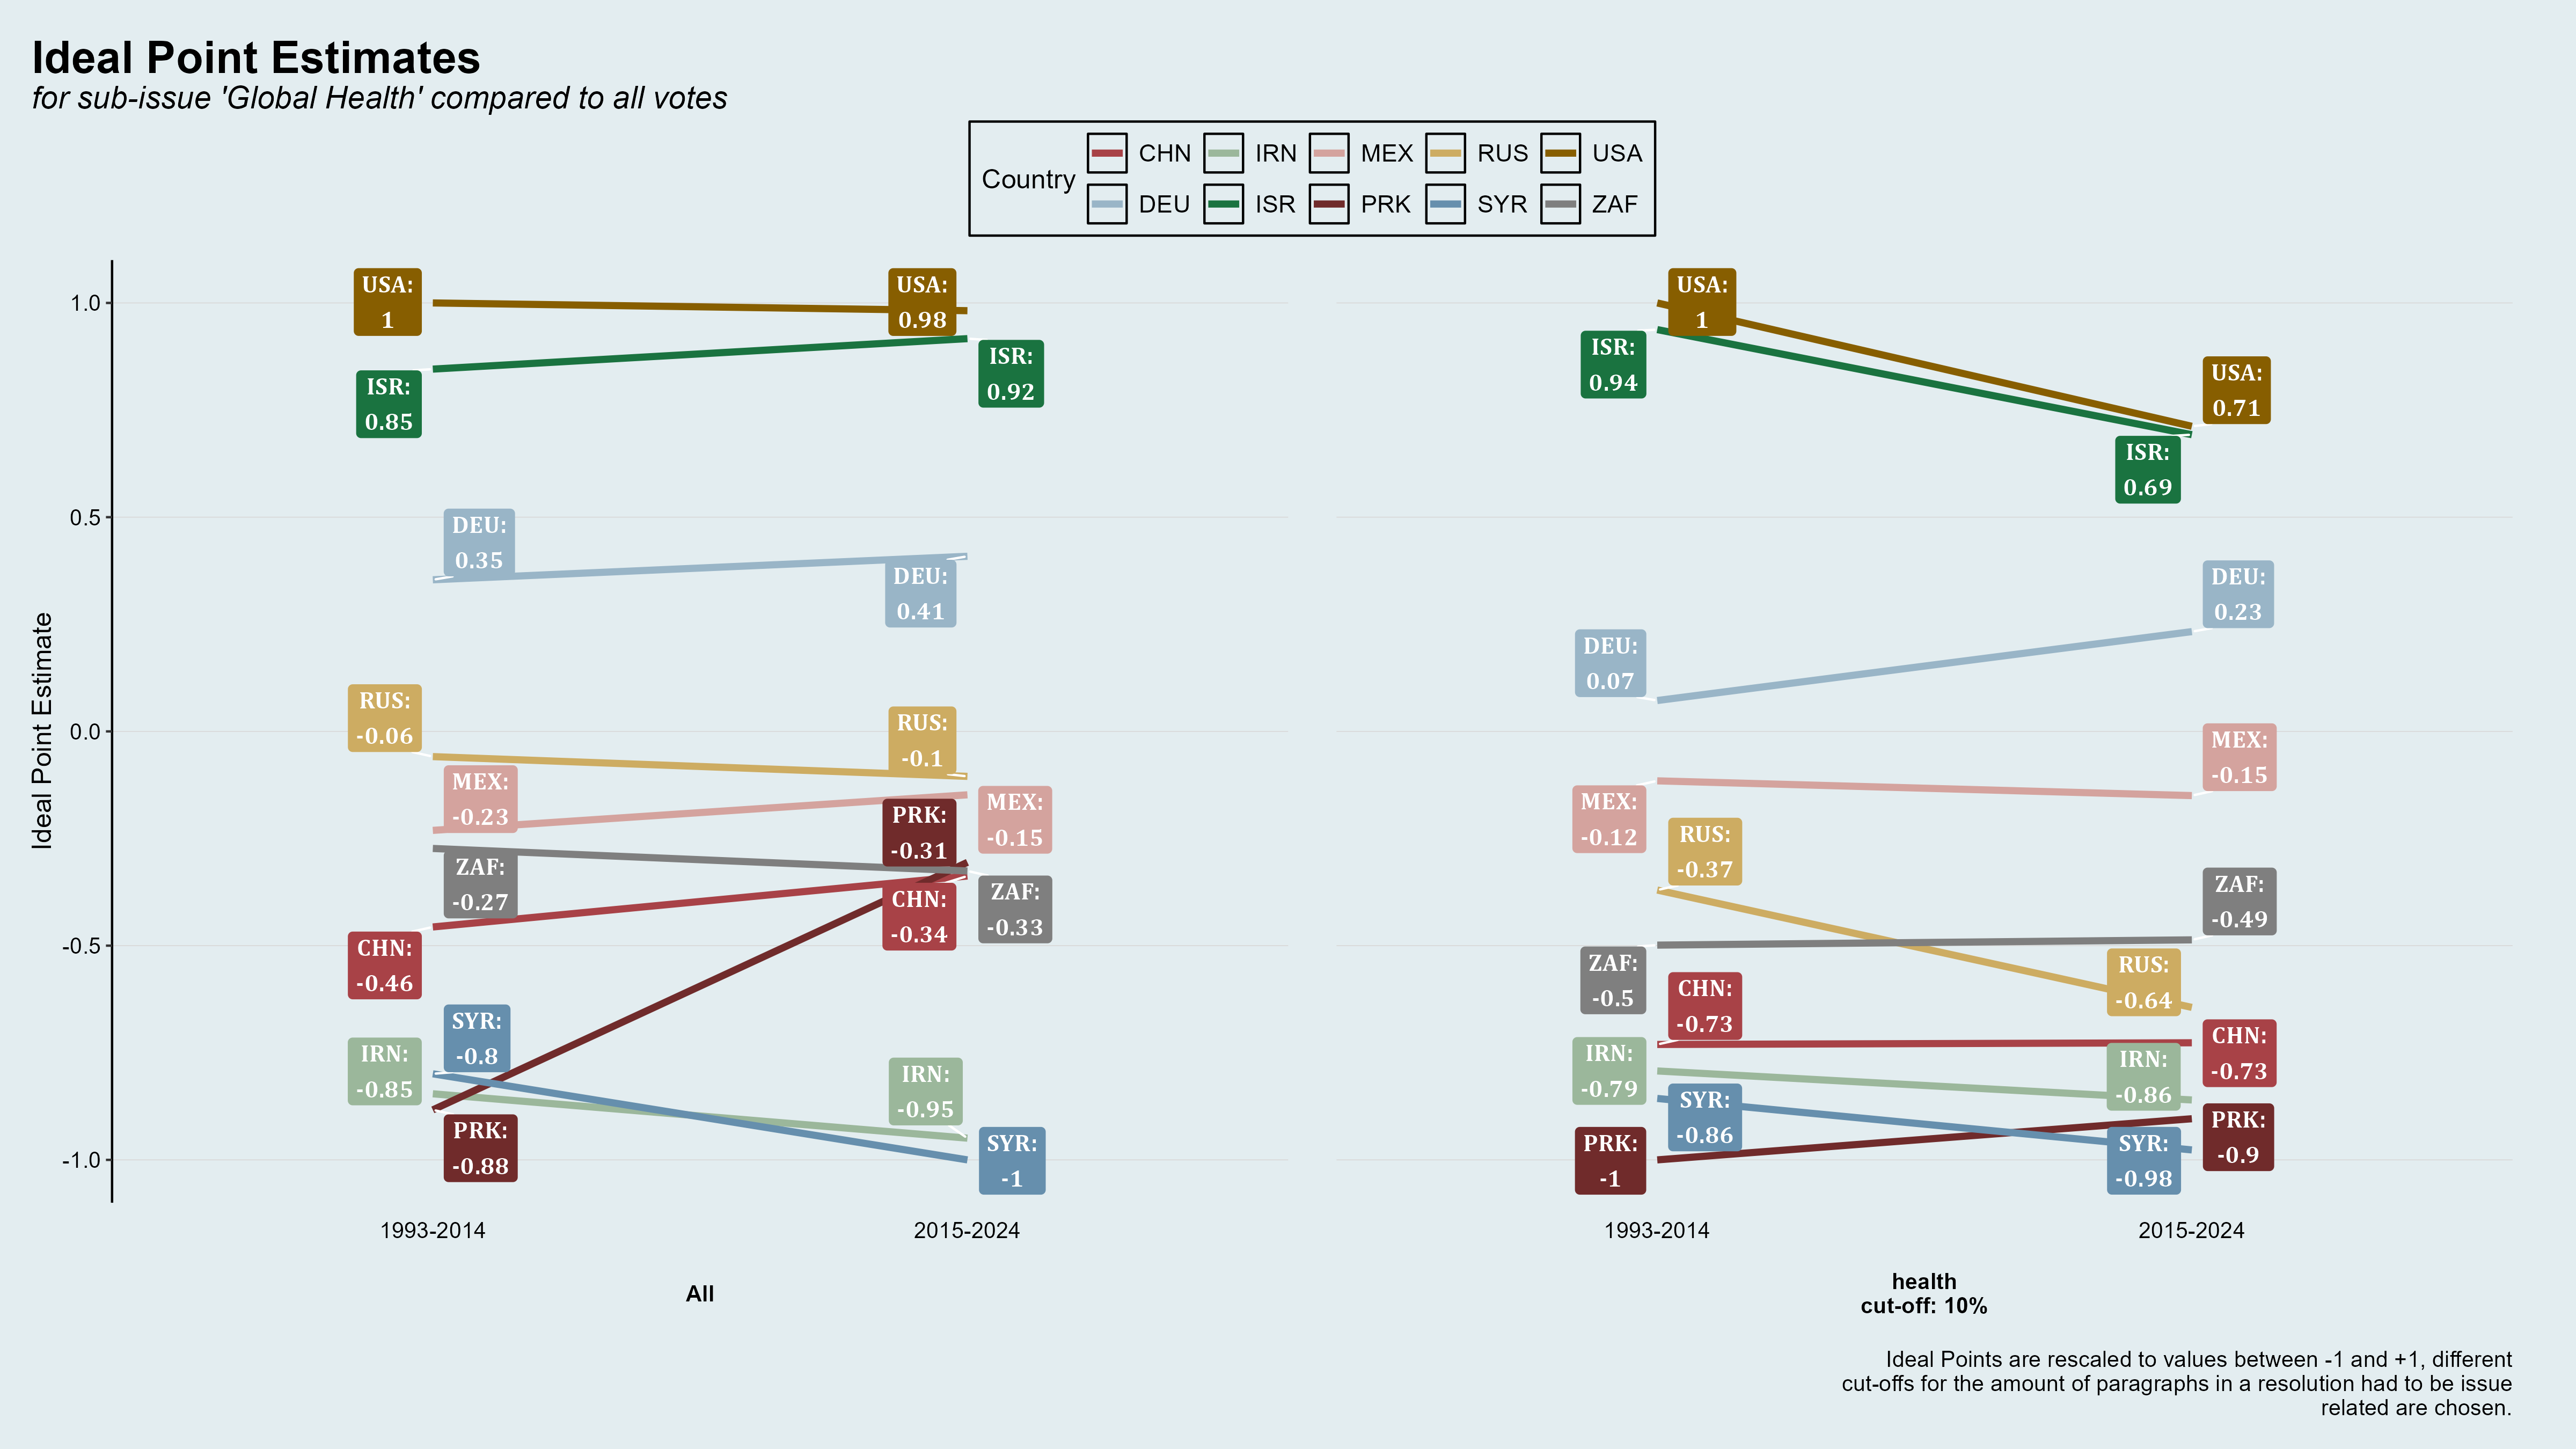 Ideal Point Estimates
for sub-issue 'Global Health' compared to all votes
Country
CHN IRN MEX RUS USA
DEU ISR PRK SYR ZAF
Ideal Point Estimate
1.0
0.5
0.0
-0.5
-1.0
USA:
1
USA:
0.98
ISR:
0.85
ISR:
0.92
DEU:
0.35
DEU:
0.41
RUS:
-0.06
RUS:
-0.1
MEX:
-0.23
MEX:
-0.15
PRK:
-0.31
ZAF:
-0.27
ZAF:
-0.33
CHN:
-0.34
CHN:
-0.46
SYR:
-0.8
IRN:
-0.85
IRN:
-0.95
PRK:
-0.88
SYR:
-1
1993-2014
2015-2024
All
USA:
1
ISR:
0.94
USA:
0.71
ISR:
0.69
DEU:
0.07
DEU:
0.23
MEX:
-0.12
MEX:
-0.15
RUS:
-0.37
ZAF:
-0.49
ZAF:
-0.5
RUS:
-0.64
CHN:
-0.73
CHN:
-0.73
IRN:
-0.79
IRN:
-0.86
SYR:
-0.86
PRK:
-0.9
PRK:
-1
SYR:
-0.98
1993-2014
2015-2024
health
cut-off: 10%
Ideal Points are rescaled to values between -1 and +1, different
cut-offs for the amount of paragraphs in a resolution had to be issue
related are chosen.